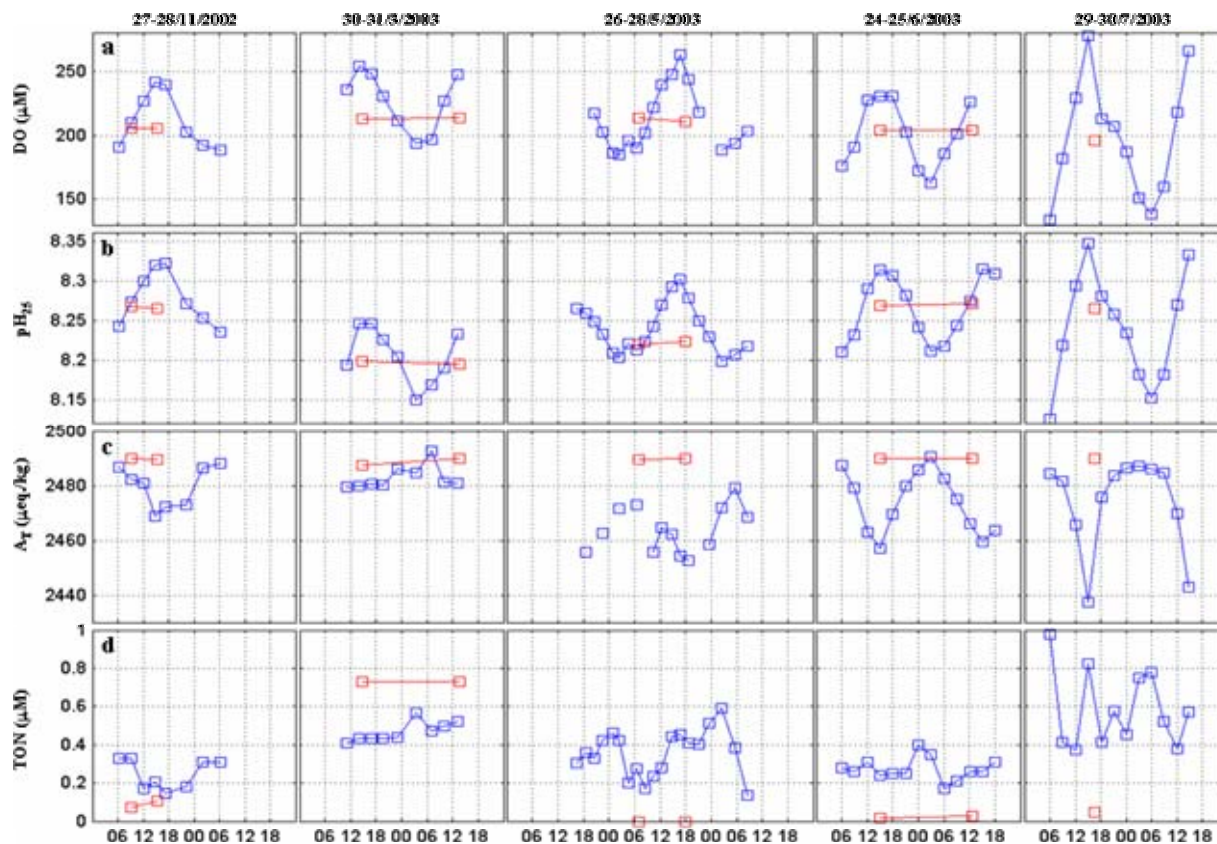 27-28/11/2002 30-31/3/2003 26-28/5/2003 24-25/6/2003 29-30/7/2003
a
DO (μM)
250
200
150
b
pH25
8.35
8.3
8.25
8.2
8.15
c
AT (μeq/kg)
2500
2480
2460
2440
d
TON (μM)
1
0.8
0.6
0.4
0.2
0
06 12 18 00 06 12 18 06 12 18 00 06 12 18 06 12 18 00 06 12 18 00 06 12 18 06 12 18 00 06 12 18 06 12 18 00 06 12 18